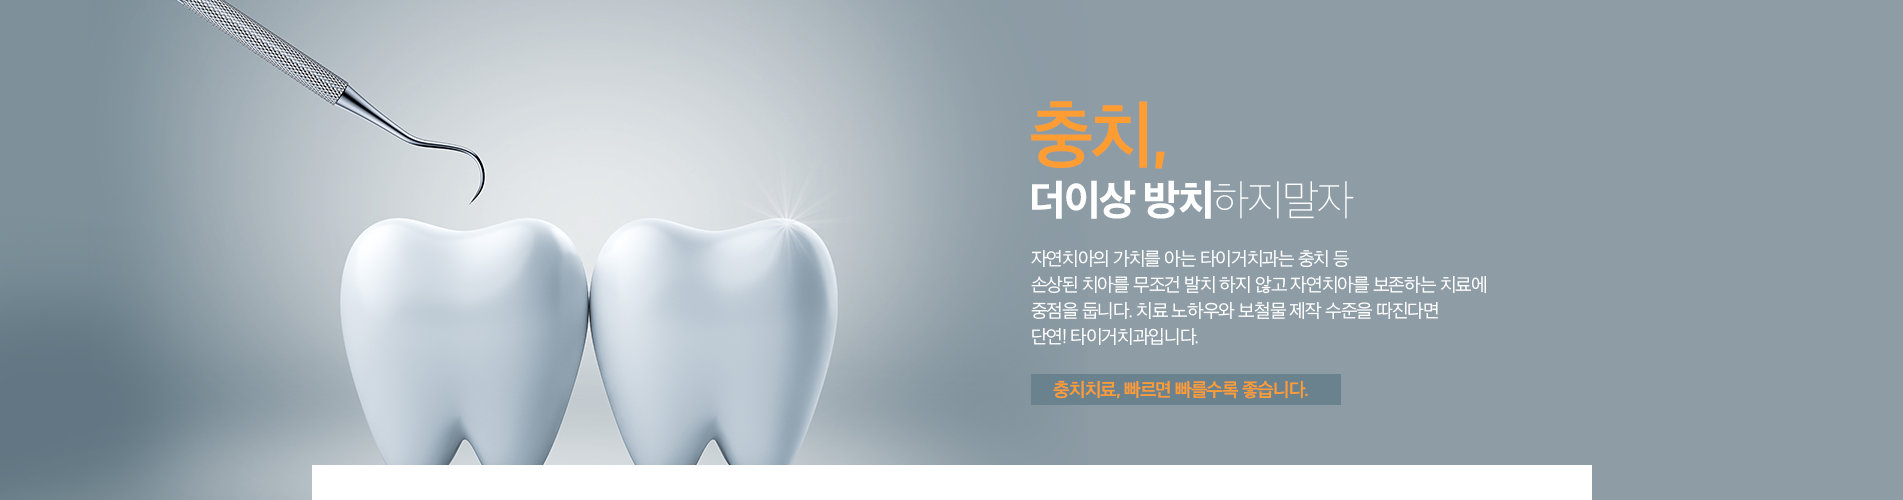 충치,
더이상 방치하지말자
자연치아의 가치를 아는 타이거치과는 충치 등
손상된 치아를 무조건 발치 하지 않고 자연치아를 보존하는 치료에
중점을 둡니다. 치료 노하우와 보철물 제작 수준을 따진다면
단연! 타이거치과입니다.
충치치료, 빠르면 빠를수록 좋습니다.